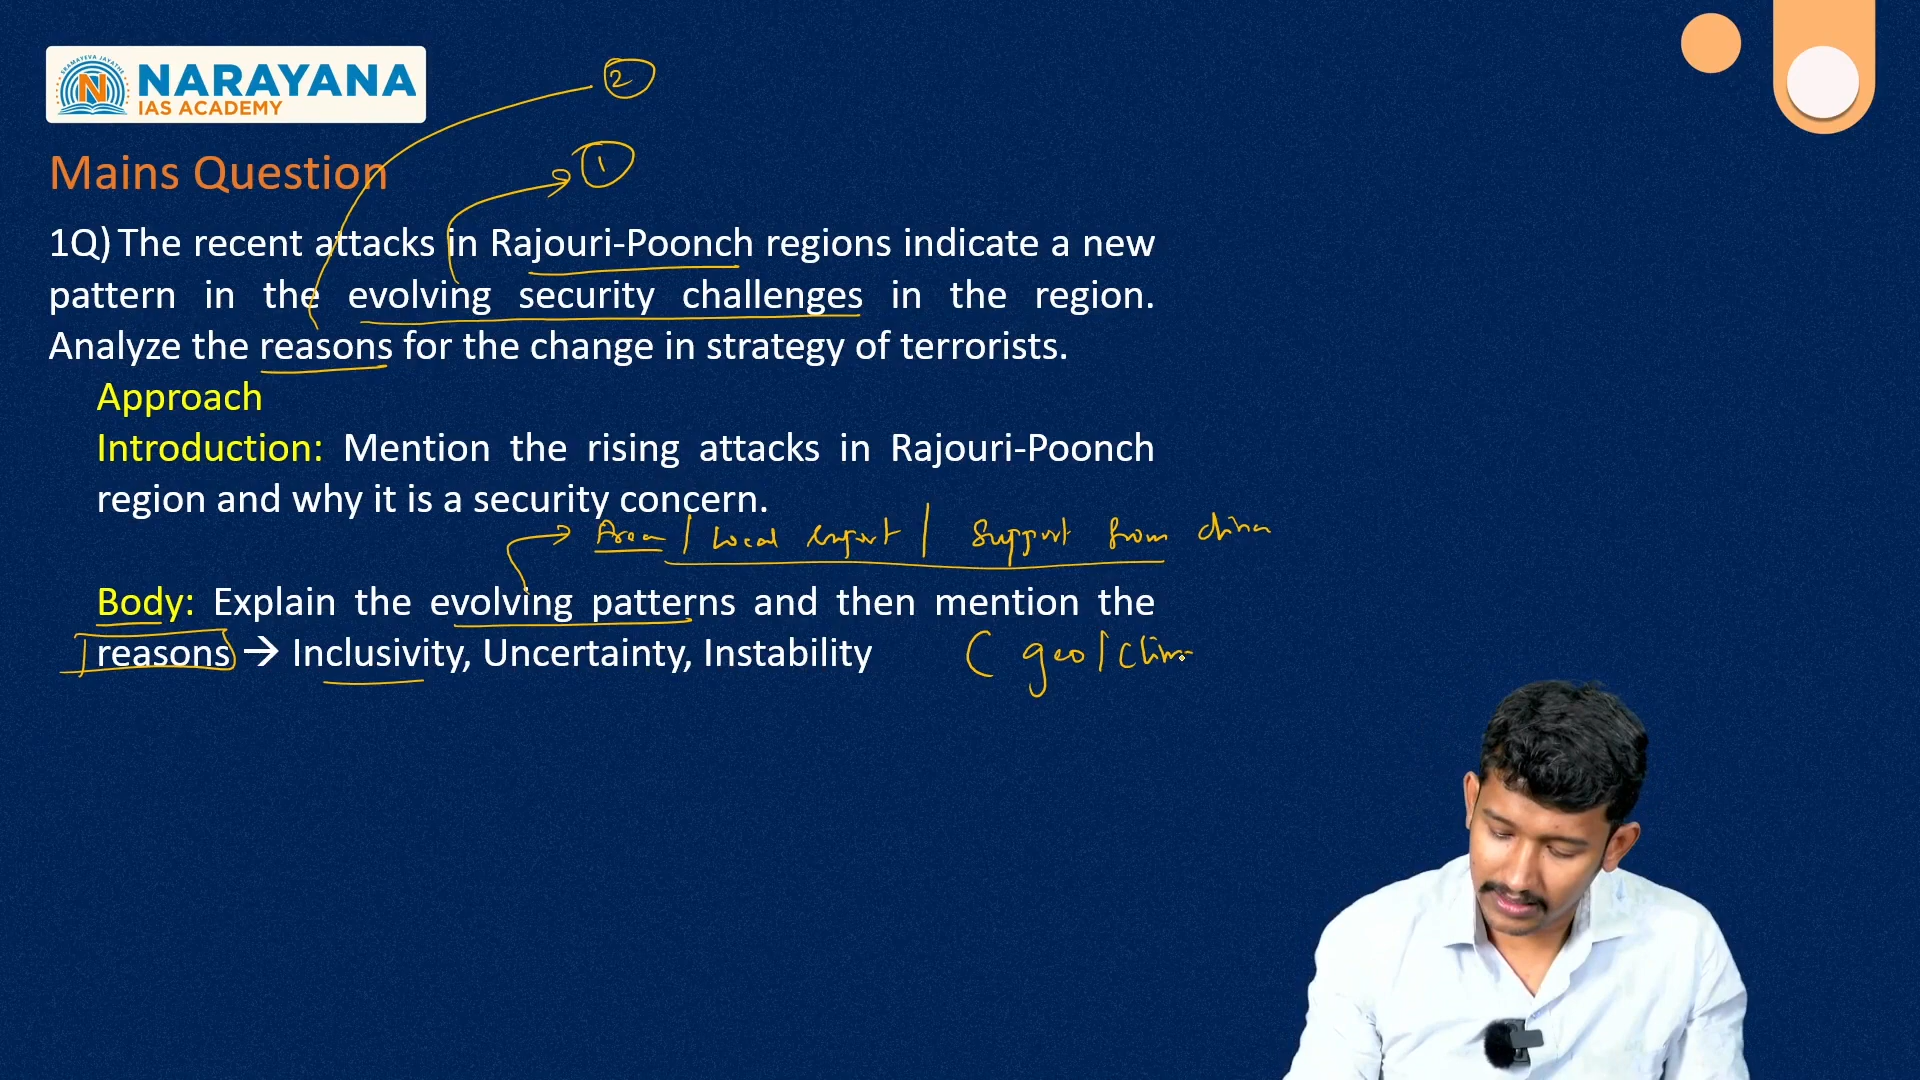 SRAMAYEVA JAYATHE
N
NARAYANA
IAS ACADEMY
2
1
Mains Question
1Q) The recent attacks in Rajouri-Poonch regions indicate a new
pattern in the evolving security challenges in the region.
Analyze the reasons for the change in strategy of terrorists.
Approach
Introduction: Mention the rising attacks in Rajouri-Poonch
region and why it is a security concern.
Area / Local / Support from china
Body: Explain the evolving patterns and then mention the
reasons → Inclusivity, Uncertainty, Instability
( geo / Clim